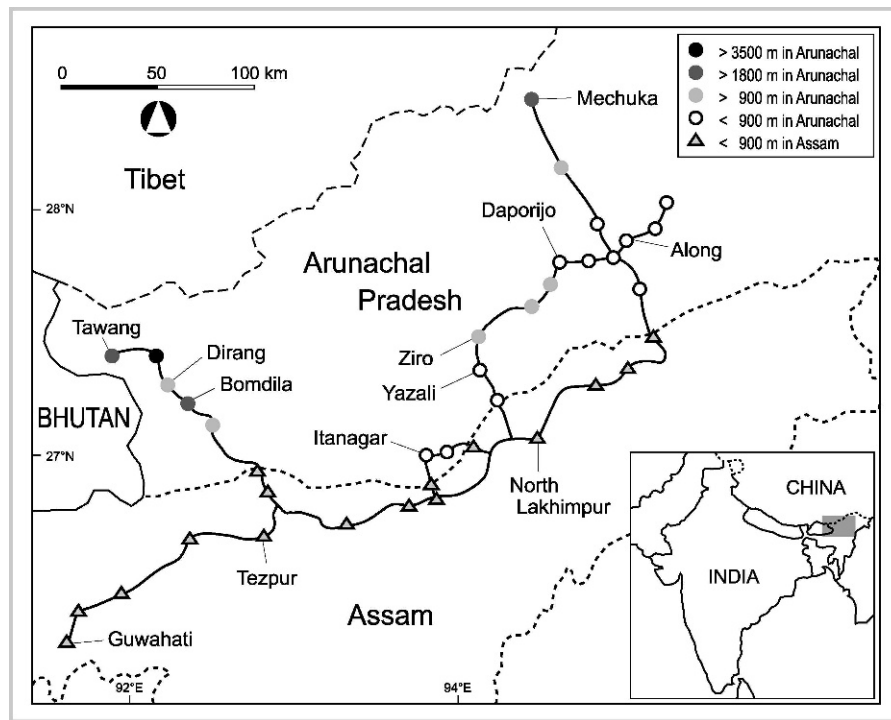 0 50 100 km
> 3500 m in Arunachal
> 1800 m in Arunachal
> 900 m in Arunachal
< 900 m in Arunachal
< 900 m in Assam
Mechuka
Tibet
28°N
Daporijo
Along
Arunachal
Pradesh
Tawang
Dirang
Ziro
Bomdila
Yazali
BHUTAN
Itanagar
27°N
North
Lakhimpur
CHINA
Tezpur
INDIA
Assam
Guwahati
92°E
94°E